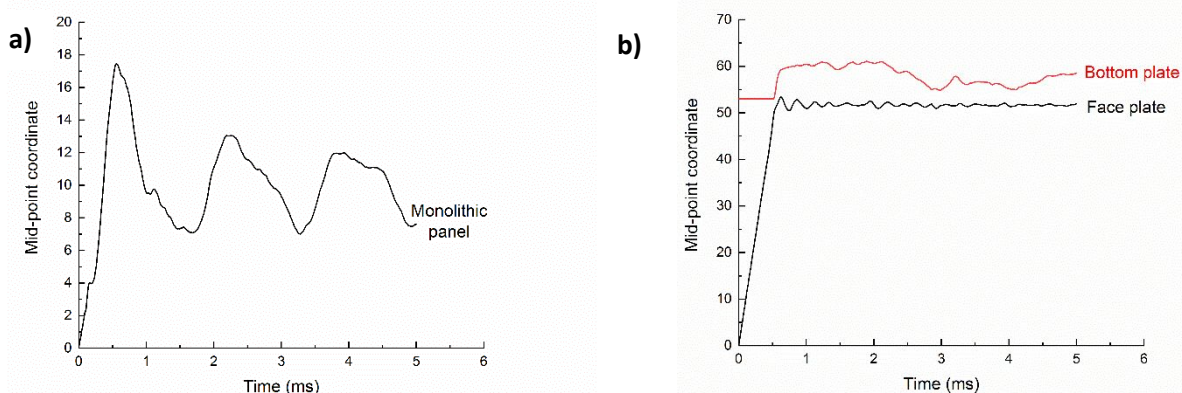 a)
Mid-point coordinate
20
18
16
14
12
10
8
6
4
2
0
0 1 2 3 4 5 6
Time (ms)
Monolithic
panel
b)
Mid-point coordinate
70
60
50
40
30
20
10
0
0 1 2 3 4 5 6
Time (ms)
Bottom plate
Face plate